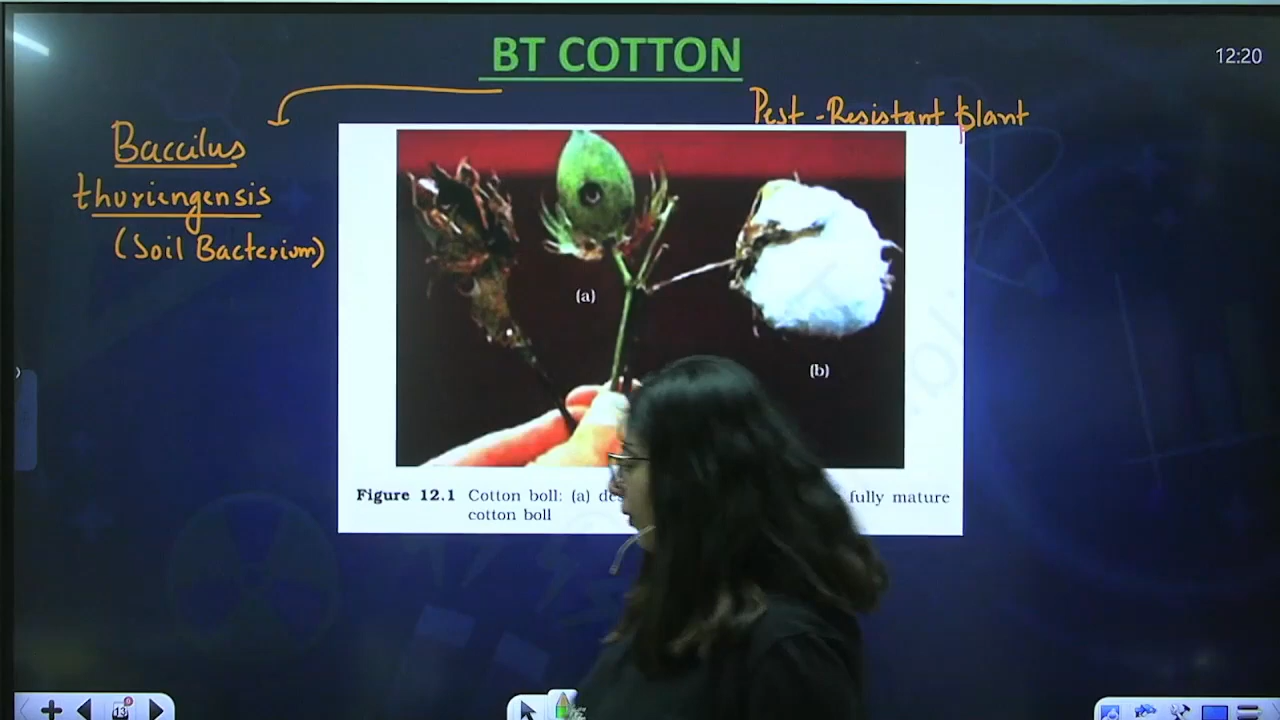 BT COTTON
12:20
Pest - Resistant plant
Baccilus
thuriengensis
(Soil Bacterium)
(a)
(b)
Figure 12.1 Cotton boll: (a) fully mature
cotton boll
13